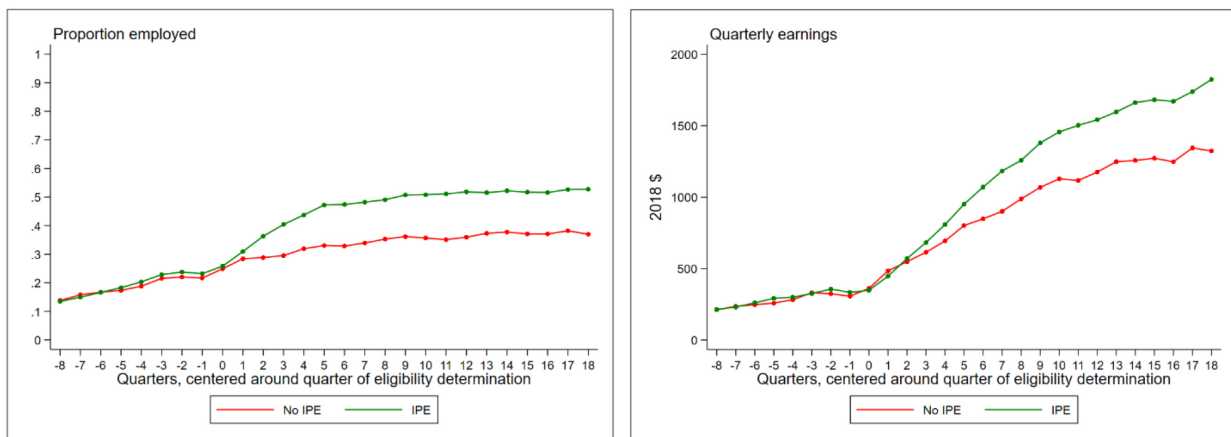 Proportion employed
1
.9
.8
.7
.6
.5
.4
.3
.2
.1
0
-8 -7 -6 -5 -4 -3 -2 -1 0 1 2 3 4 5 6 7 8 9 10 11 12 13 14 15 16 17 18
Quarters, centered around quarter of eligibility determination
No IPE IPE
Quarterly earnings
2000
1500
1000
500
0
2018 $
-8 -7 -6 -5 -4 -3 -2 -1 0 1 2 3 4 5 6 7 8 9 10 11 12 13 14 15 16 17 18
Quarters, centered around quarter of eligibility determination
No IPE IPE